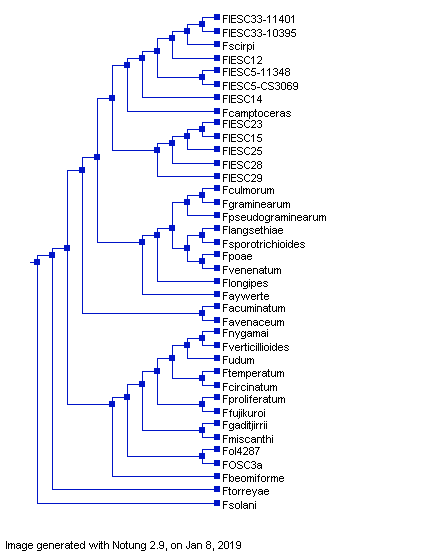 FIESC33-11401
FIESC33-10395
Fscirpi
FIESC12
FIESC5-11348
FIESC5-CS3069
FIESC14
Fcamptoceras
FIESC23
FIESC15
FIESC25
FIESC28
FIESC29
Fculmorum
Fgraminearum
Fpseudograminearum
Flangsethiae
Fsporotrichioides
Fpoae
Fvenenatum
Flongipes
Faywerte
Facuminatum
Favenaceum
Fnygamai
Fverticillioides
Fudum
Ftemperatum
Fcircinatum
Fproliferatum
Ffujikuroi
Fgaditjirrii
Fmiscanthi
Fol4287
FOSC3a
Fbeomiforme
Ftorreyae
Fsolani
Image generated with Notung 2.9, on Jan 8, 2019